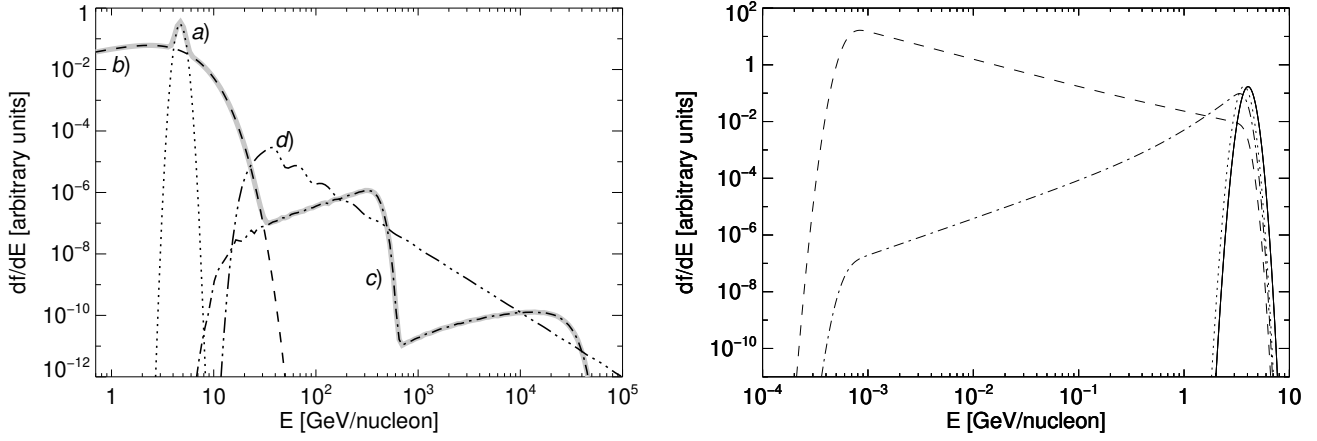 1
10^-2
10^-4
10^-6
10^-8
10^-10
10^-12
df/dE [arbitrary units]
a)
b)
d)
c)
1 10 10^2 10^3 10^4 10^5
E [GeV/nucleon]
10^2
1
10^-2
10^-4
10^-6
10^-8
10^-10
df/dE [arbitrary units]
10^-4 10^-3 10^-2 10^-1 1 10
E [GeV/nucleon]